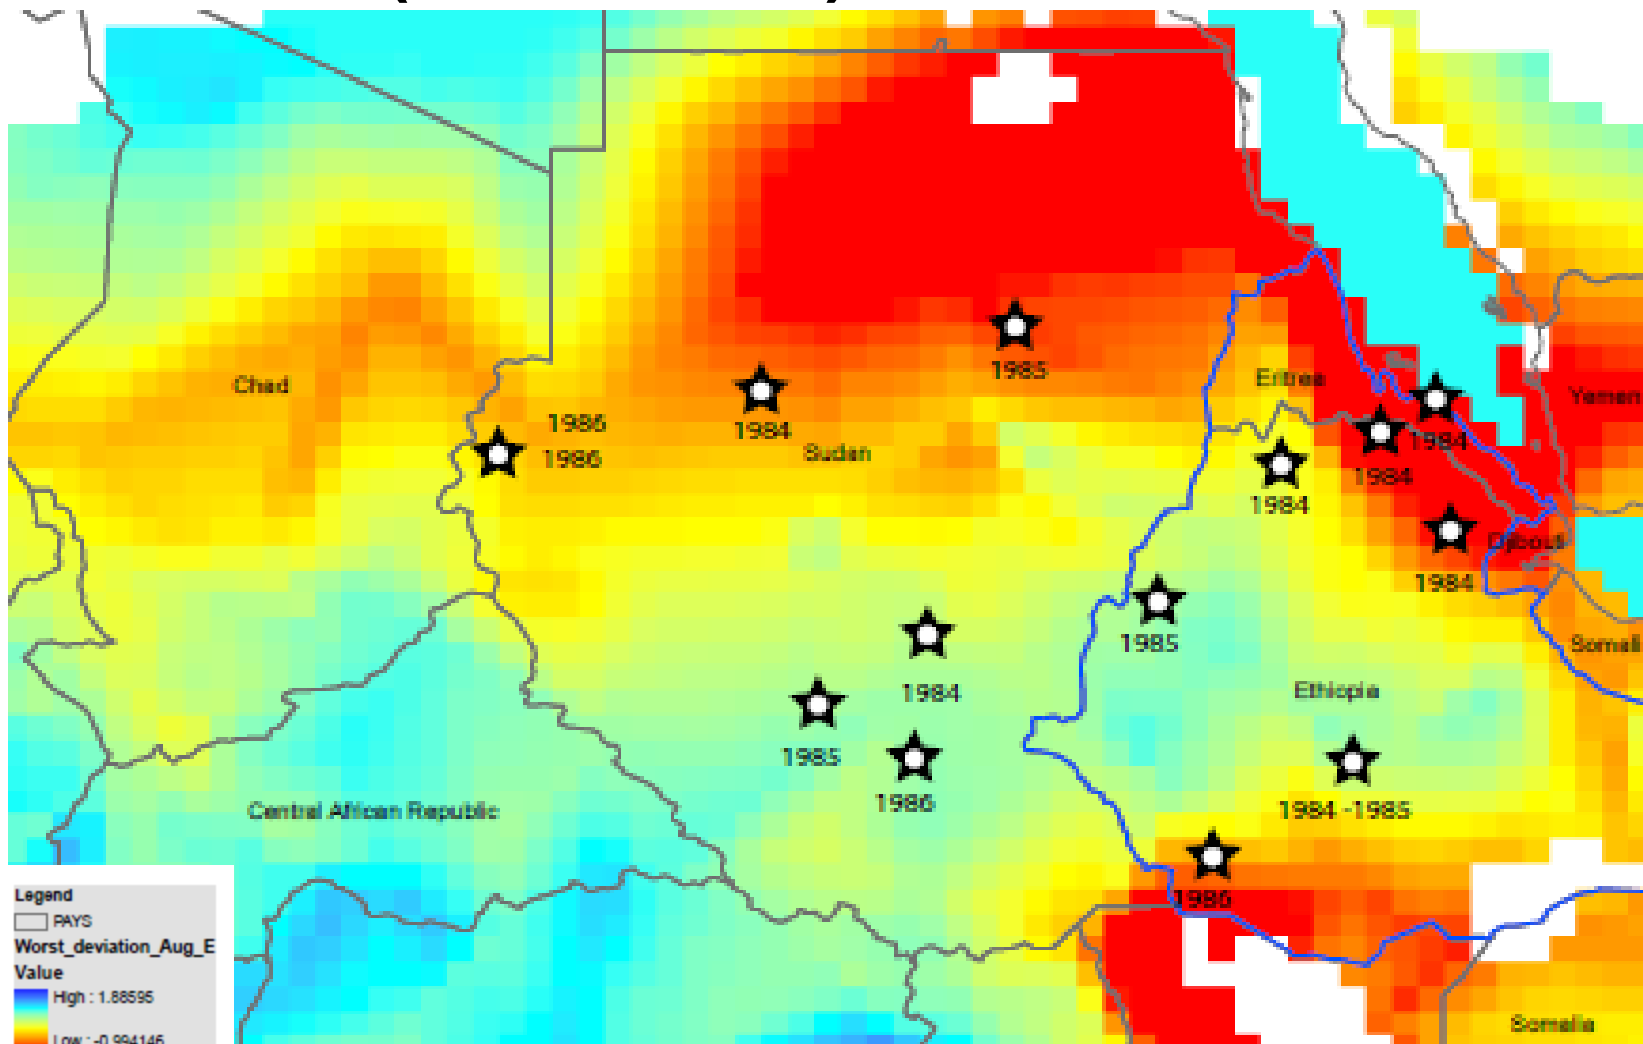 1985
Chad
Eritrea
Yemen
1986
1984
1984
Sudan
1986
1984
1984
Djibouti
1984
1985
Somali
1984
Ethiopia
1985
1986
1984 -1985
Central African Republic
1986
Legend
PAYS
Worst_deviation_Aug_E
Value
High : 1.88595
Low : -0.994146
Somalia